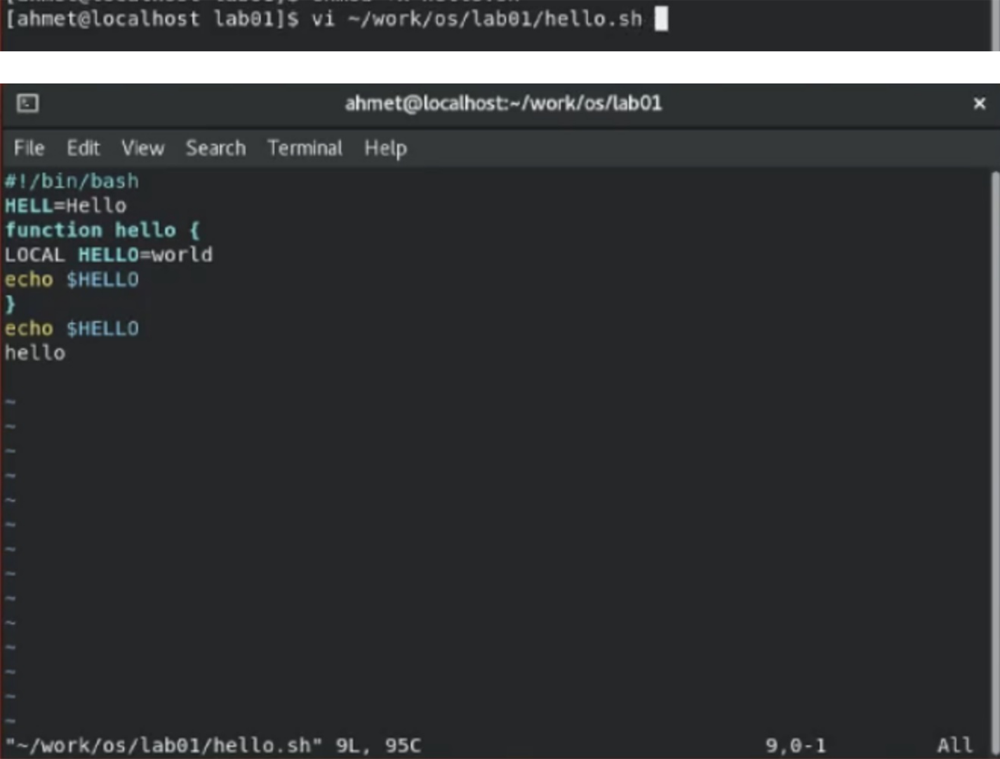 [ahmet@localhost lab01]$ vi ~/work/os/lab01/hello.sh
ahmet@localhost:~/work/os/lab01
File Edit View Search Terminal Help
#!/bin/bash
HELL=Hello
function hello {
LOCAL HELLO=world
echo $HELLO
}
echo $HELLO
hello
~
~
~
~
~
~
~
~
~
~
~
~
~
~
"~/work/os/lab01/hello.sh" 9L, 95C 9,0-1 All